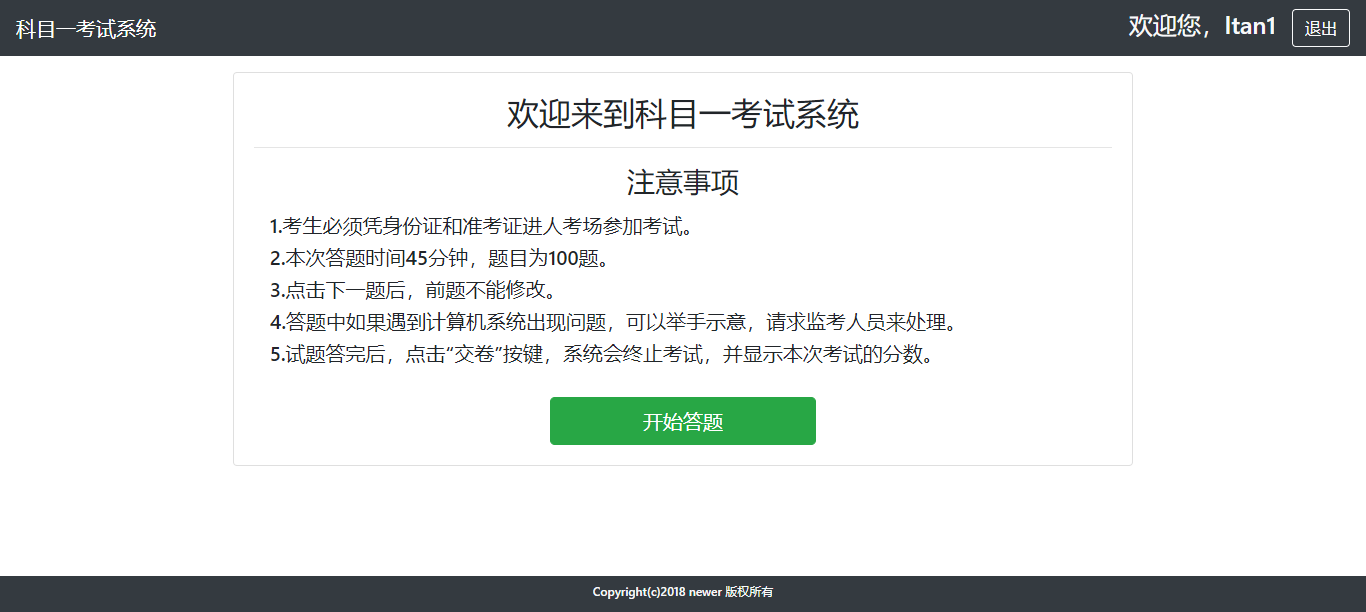 科目一考试系统
欢迎您，ltan1
退出
欢迎来到科目一考试系统
注意事项
1.考生必须凭身份证和准考证进人考场参加考试。
2.本次答题时间45分钟，题目为100题。
3.点击下一题后，前题不能修改。
4.答题中如果遇到计算机系统出现问题，可以举手示意，请求监考人员来处理。
5.试题答完后，点击“交卷”按键，系统会终止考试，并显示本次考试的分数。
开始答题
Copyright(c)2018 newer 版权所有